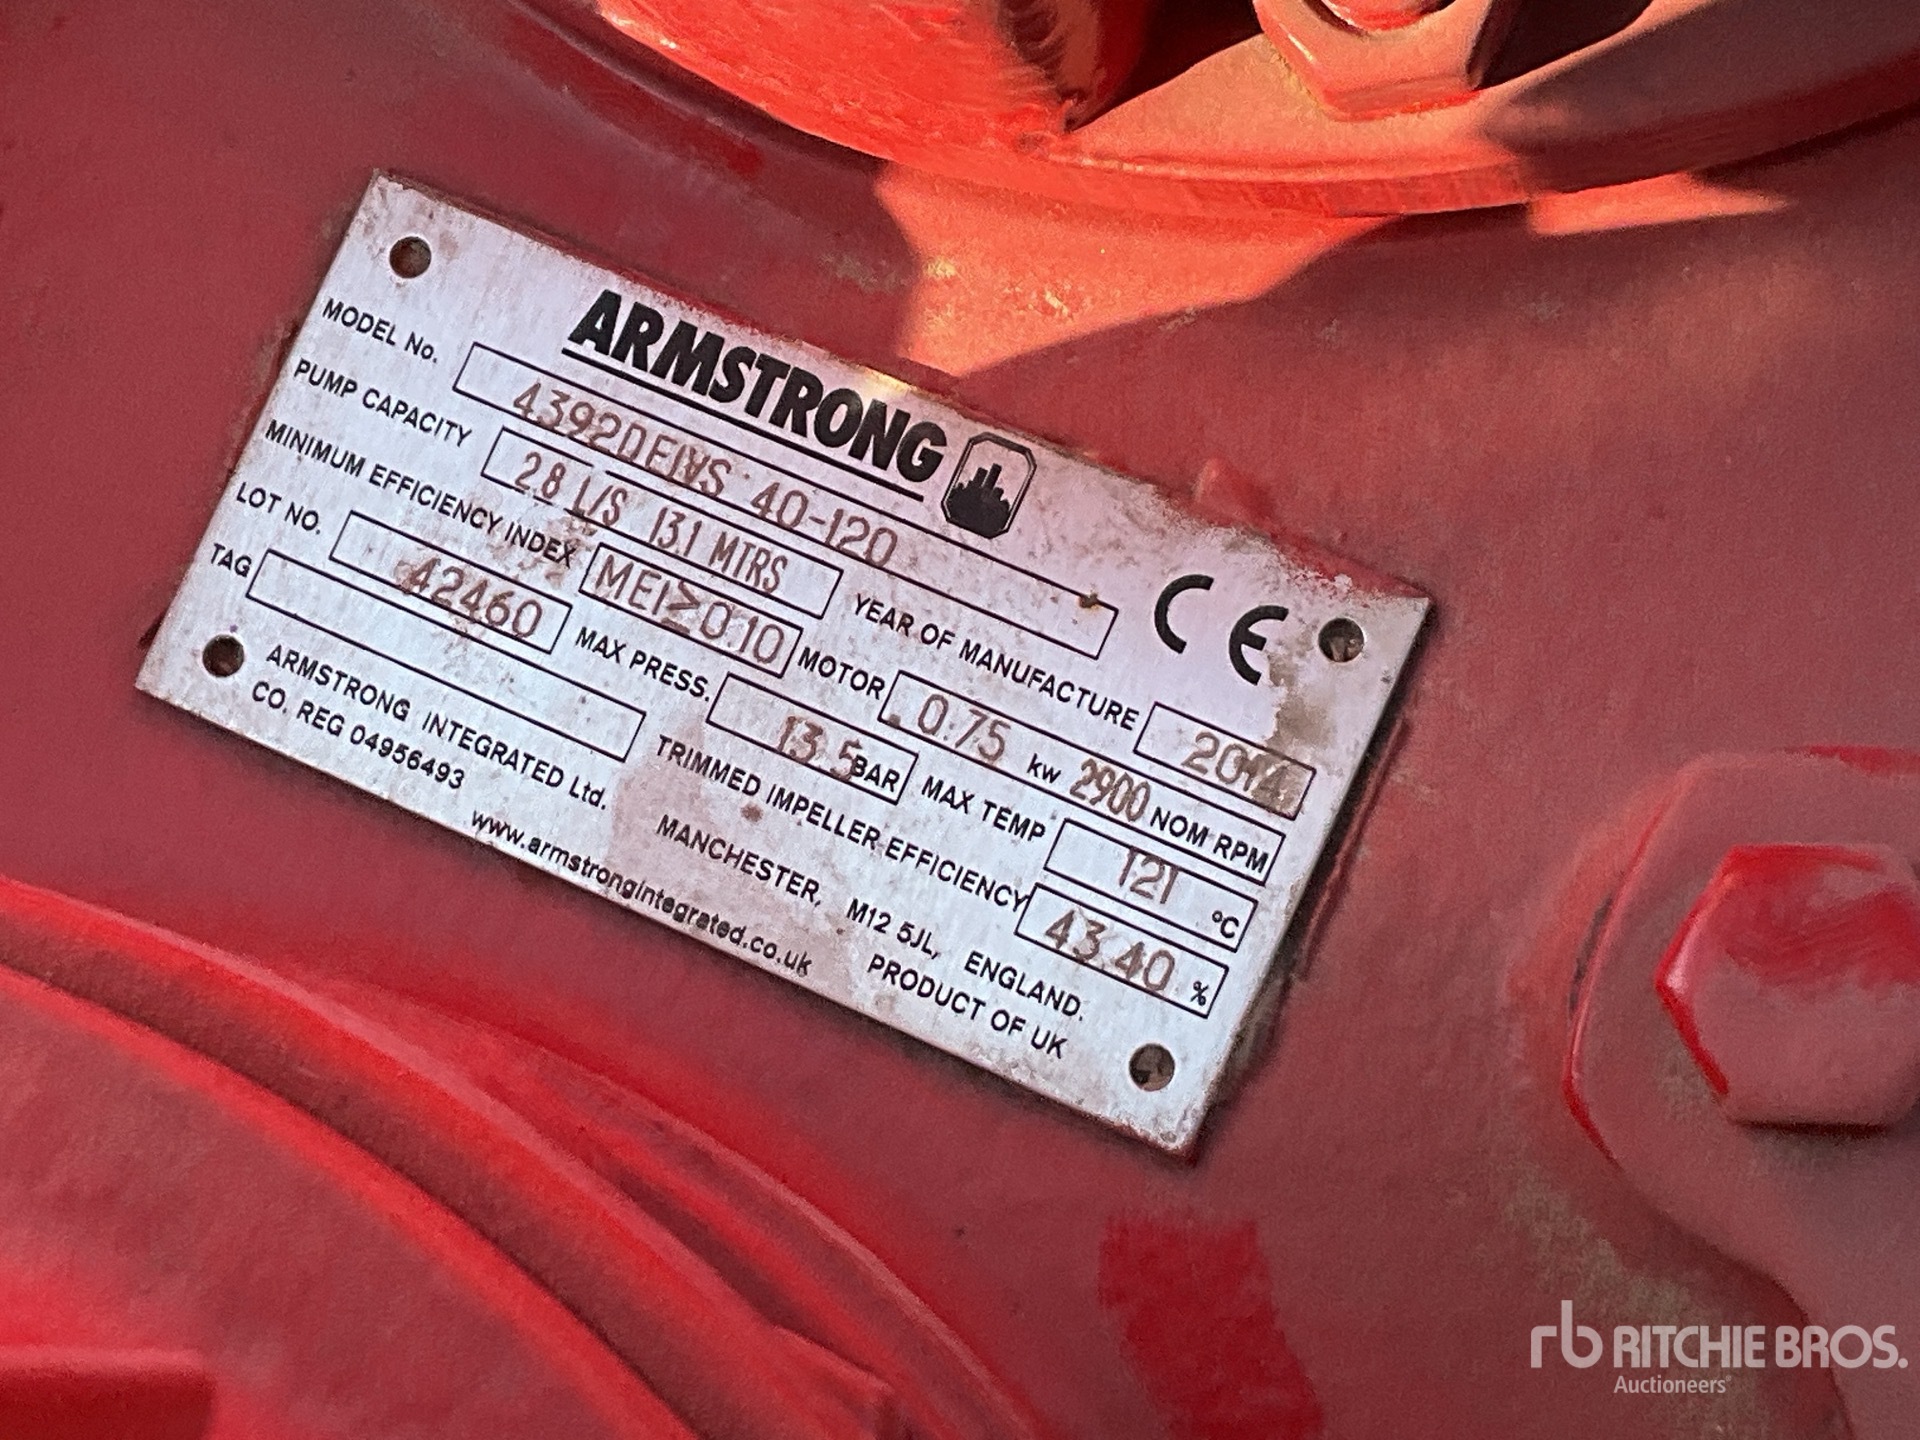 ARMSTRONG
MODEL No. 4392DEIVS 40-120
CE
PUMP CAPACITY 2.8 L/S 13.1 MTRS YEAR OF MANUFACTURE 2014
MINIMUM EFFICIENCY INDEX MEI≥0.10 MOTOR 0.75 kw 2900 NOM RPM
LOT NO. 42460 MAX PRESS. 13.5 BAR MAX TEMP 121 °C
TAG TRIMMED IMPELLER EFFICIENCY 43.40 %
ARMSTRONG INTEGRATED Ltd. MANCHESTER, M12 5JL, ENGLAND.
CO. REG 04956493 www.armstrongintegrated.co.uk PRODUCT OF UK
rb RITCHIE BROS.
Auctioneers